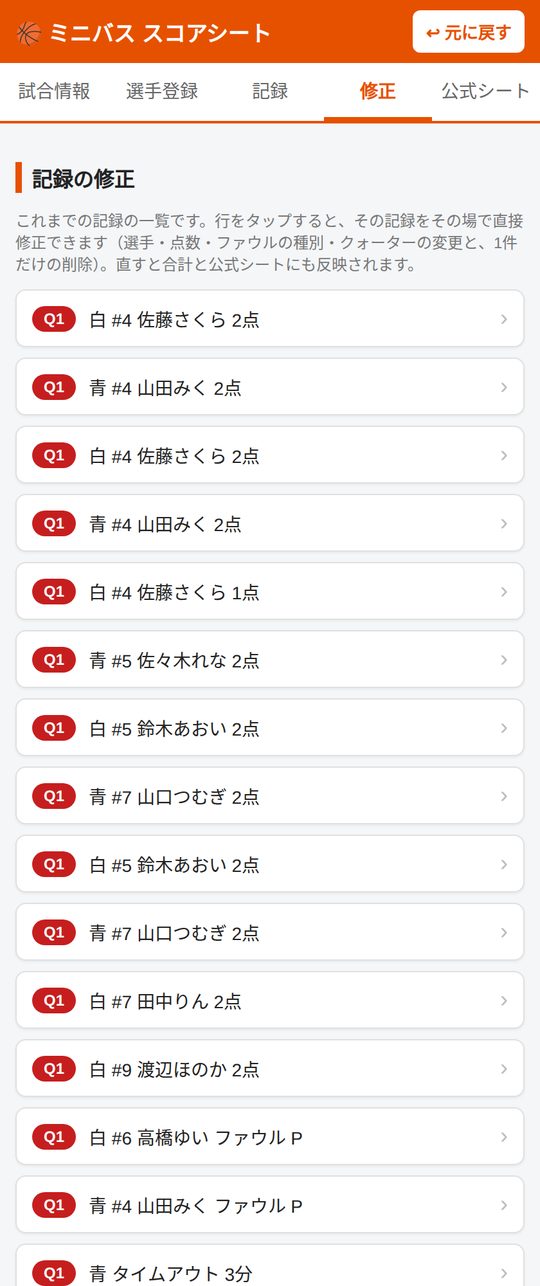 🏀 ミニバス スコアシート
↩ 元に戻す
試合情報 選手登録 記録 修正 公式シート
記録の修正
これまでの記録の一覧です。行をタップすると、その記録をその場で直接
修正できます（選手・点数・ファウルの種別・クォーターの変更と、1件
だけの削除）。直すと合計と公式シートにも反映されます。
Q1 白 #4 佐藤さくら 2点 ›
Q1 青 #4 山田みく 2点 ›
Q1 白 #4 佐藤さくら 2点 ›
Q1 青 #4 山田みく 2点 ›
Q1 白 #4 佐藤さくら 1点 ›
Q1 青 #5 佐々木れな 2点 ›
Q1 白 #5 鈴木あおい 2点 ›
Q1 青 #7 山口つむぎ 2点 ›
Q1 白 #5 鈴木あおい 2点 ›
Q1 青 #7 山口つむぎ 2点 ›
Q1 白 #7 田中りん 2点 ›
Q1 白 #9 渡辺ほのか 2点 ›
Q1 白 #6 高橋ゆい ファウル P ›
Q1 青 #4 山田みく ファウル P ›
Q1 青 タイムアウト 3分 ›